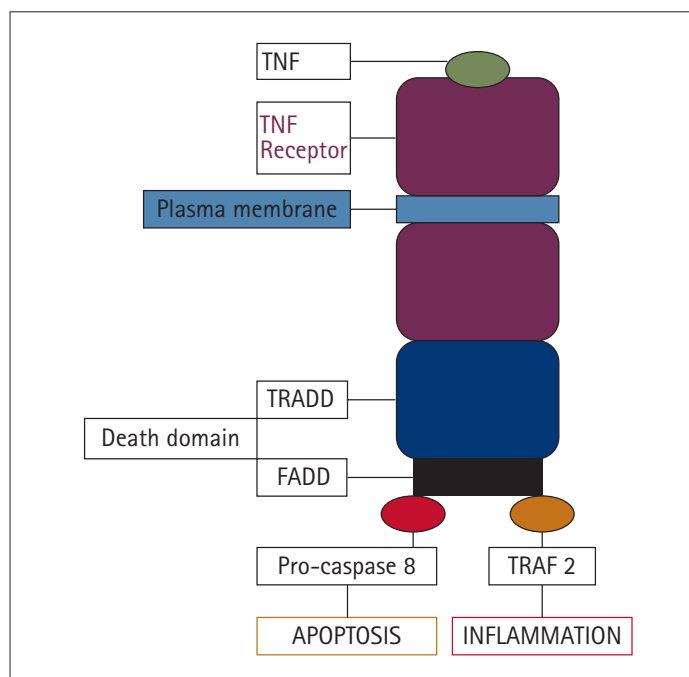 TNF
TNF
Receptor
Plasma membrane
TRADD
Death domain
FADD
Pro-caspase 8
TRAF 2
APOPTOSIS
INFLAMMATION